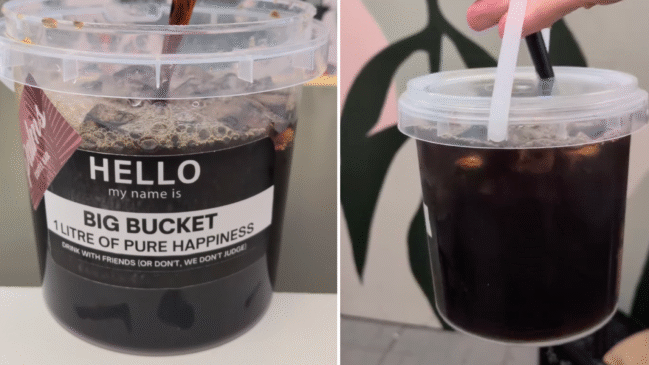 HELLO
my name is
BIG BUCKET
1 LITRE OF PURE HAPPINESS
DRINK WITH FRIENDS (OR DON'T, WE DON'T JUDGE)